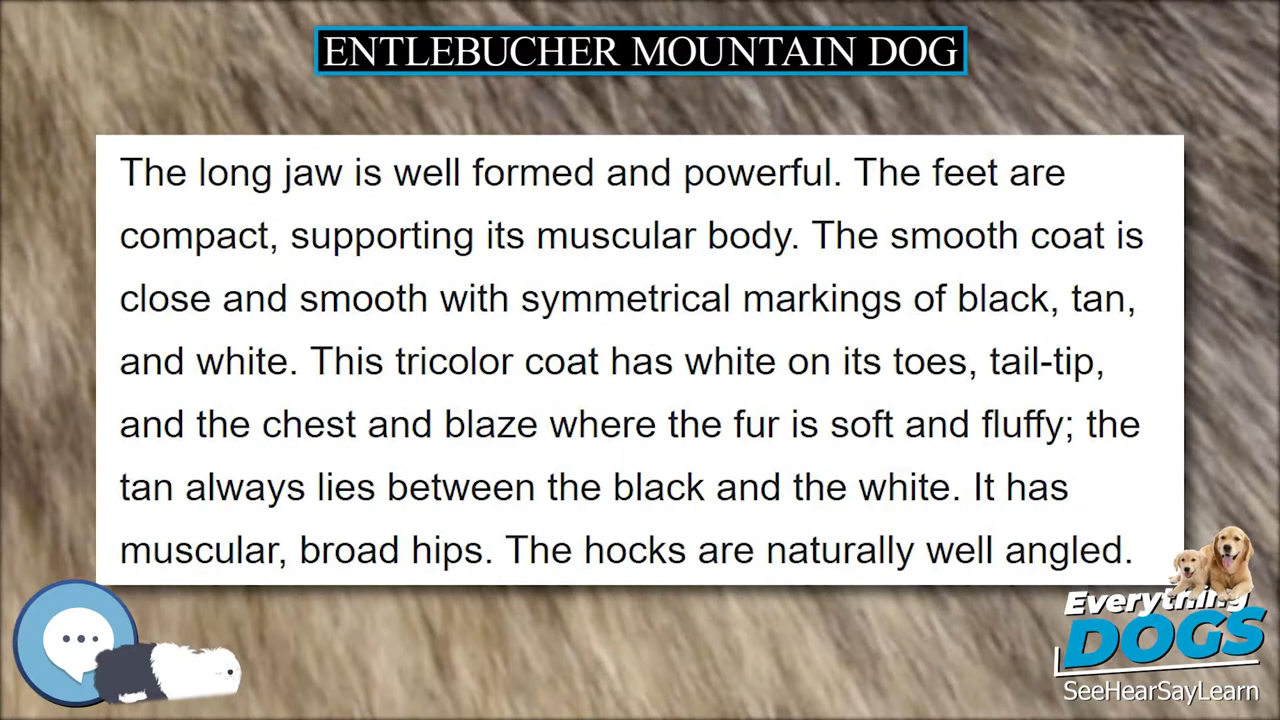 ENTLEBUCHER MOUNTAIN DOG
The long jaw is well formed and powerful. The feet are
compact, supporting its muscular body. The smooth coat is
close and smooth with symmetrical markings of black, tan,
and white. This tricolor coat has white on its toes, tail-tip,
and the chest and blaze where the fur is soft and fluffy; the
tan always lies between the black and the white. It has
muscular, broad hips. The hocks are naturally well angled.
Everything
DOGS
SeeHearSayLearn